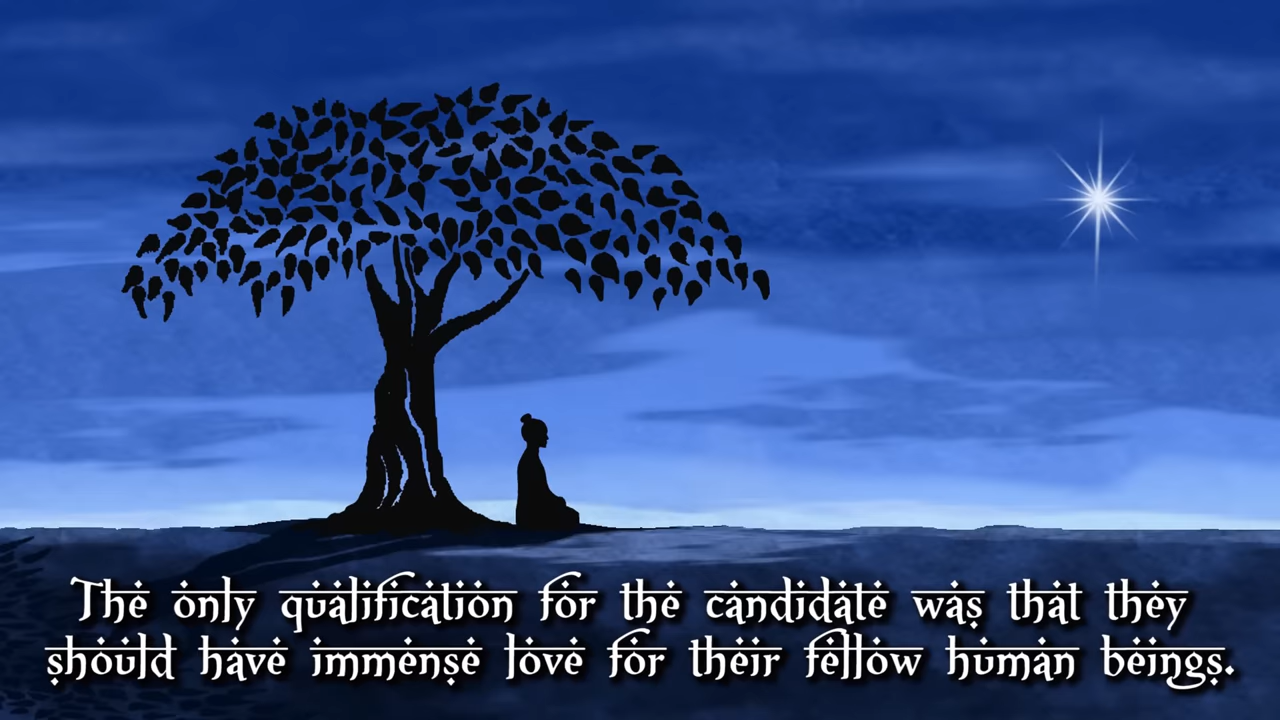 The only qualification for the candidate was that they
should have immense love for their fellow human beings.